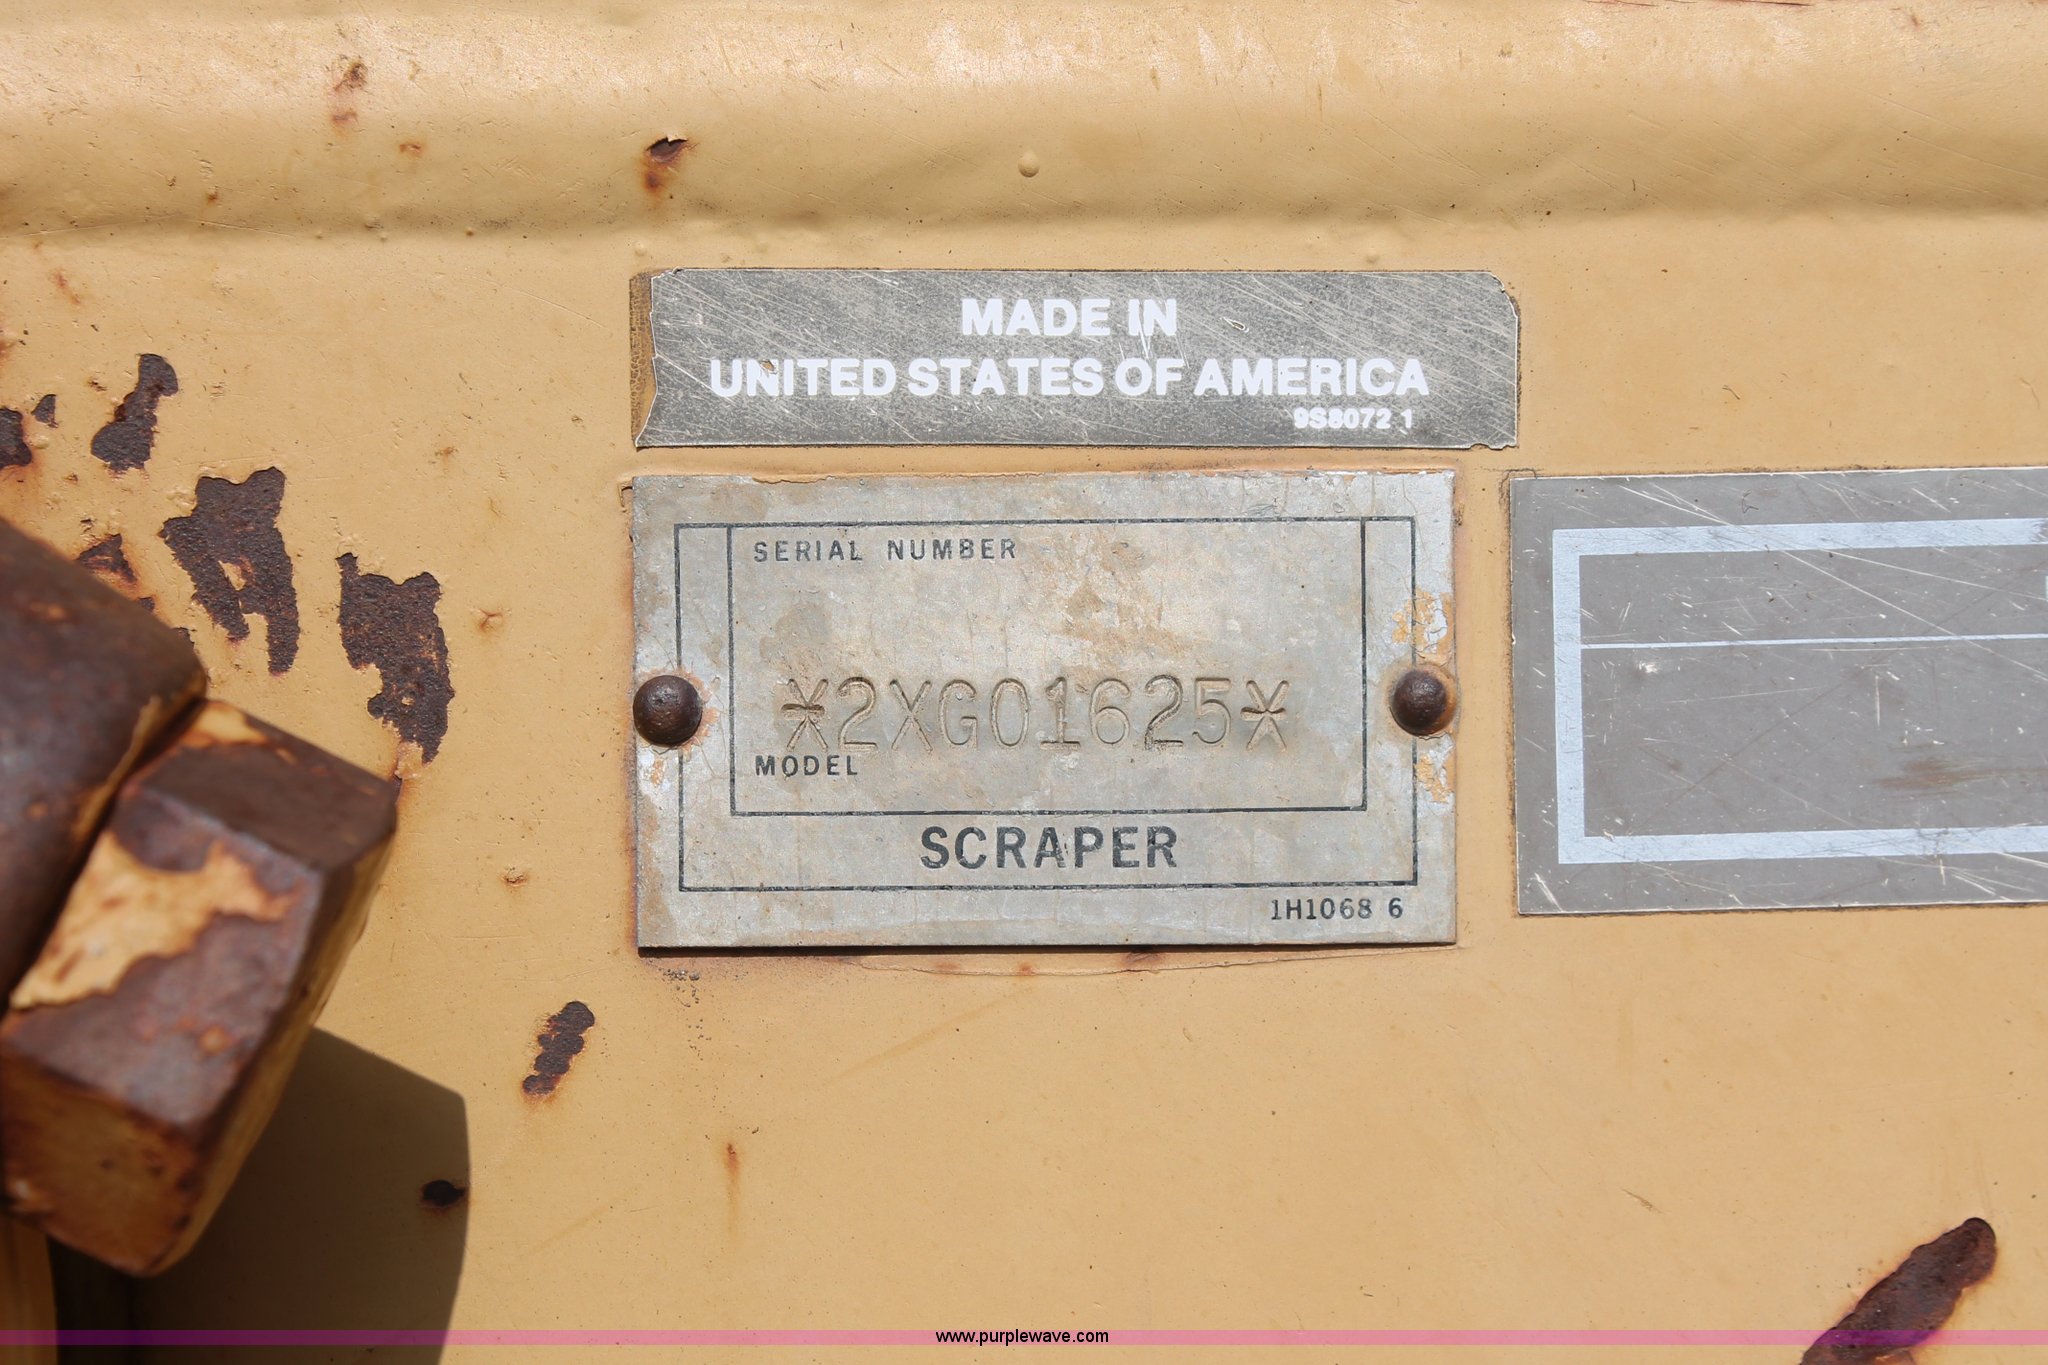 MADE IN
UNITED STATES OF AMERICA
9S8072 1
SERIAL NUMBER
*2XG01625*
MODEL
SCRAPER
1H1068 6
www.purplewave.com